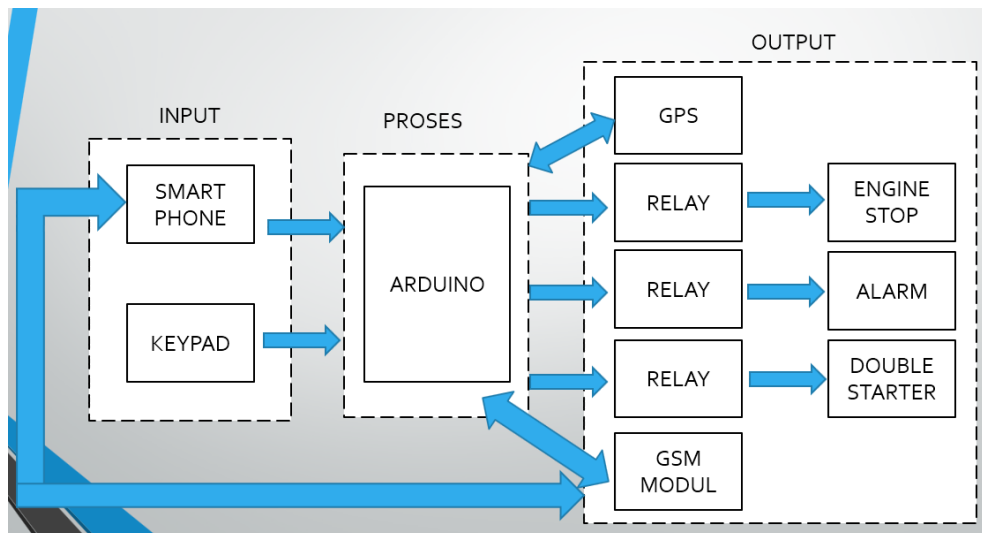 INPUT
SMART
PHONE
KEYPAD
PROSES
ARDUINO
OUTPUT
GPS
RELAY
ENGINE
STOP
RELAY
ALARM
RELAY
DOUBLE
STARTER
GSM
MODUL